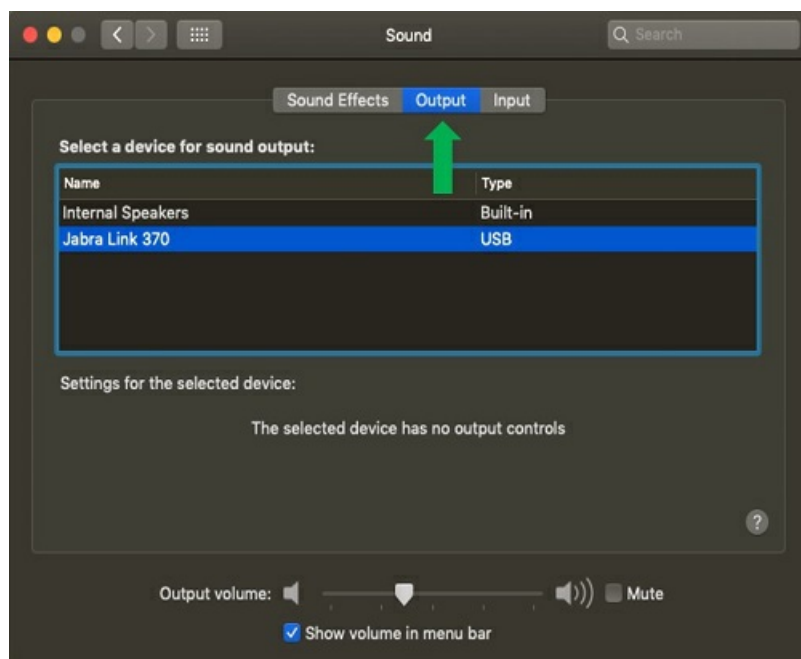 Sound
Search
Sound Effects Output Input
Select a device for sound output:
Name Type
Internal Speakers Built-in
Jabra Link 370 USB
Settings for the selected device:
The selected device has no output controls
?
Output volume: Mute
Show volume in menu bar